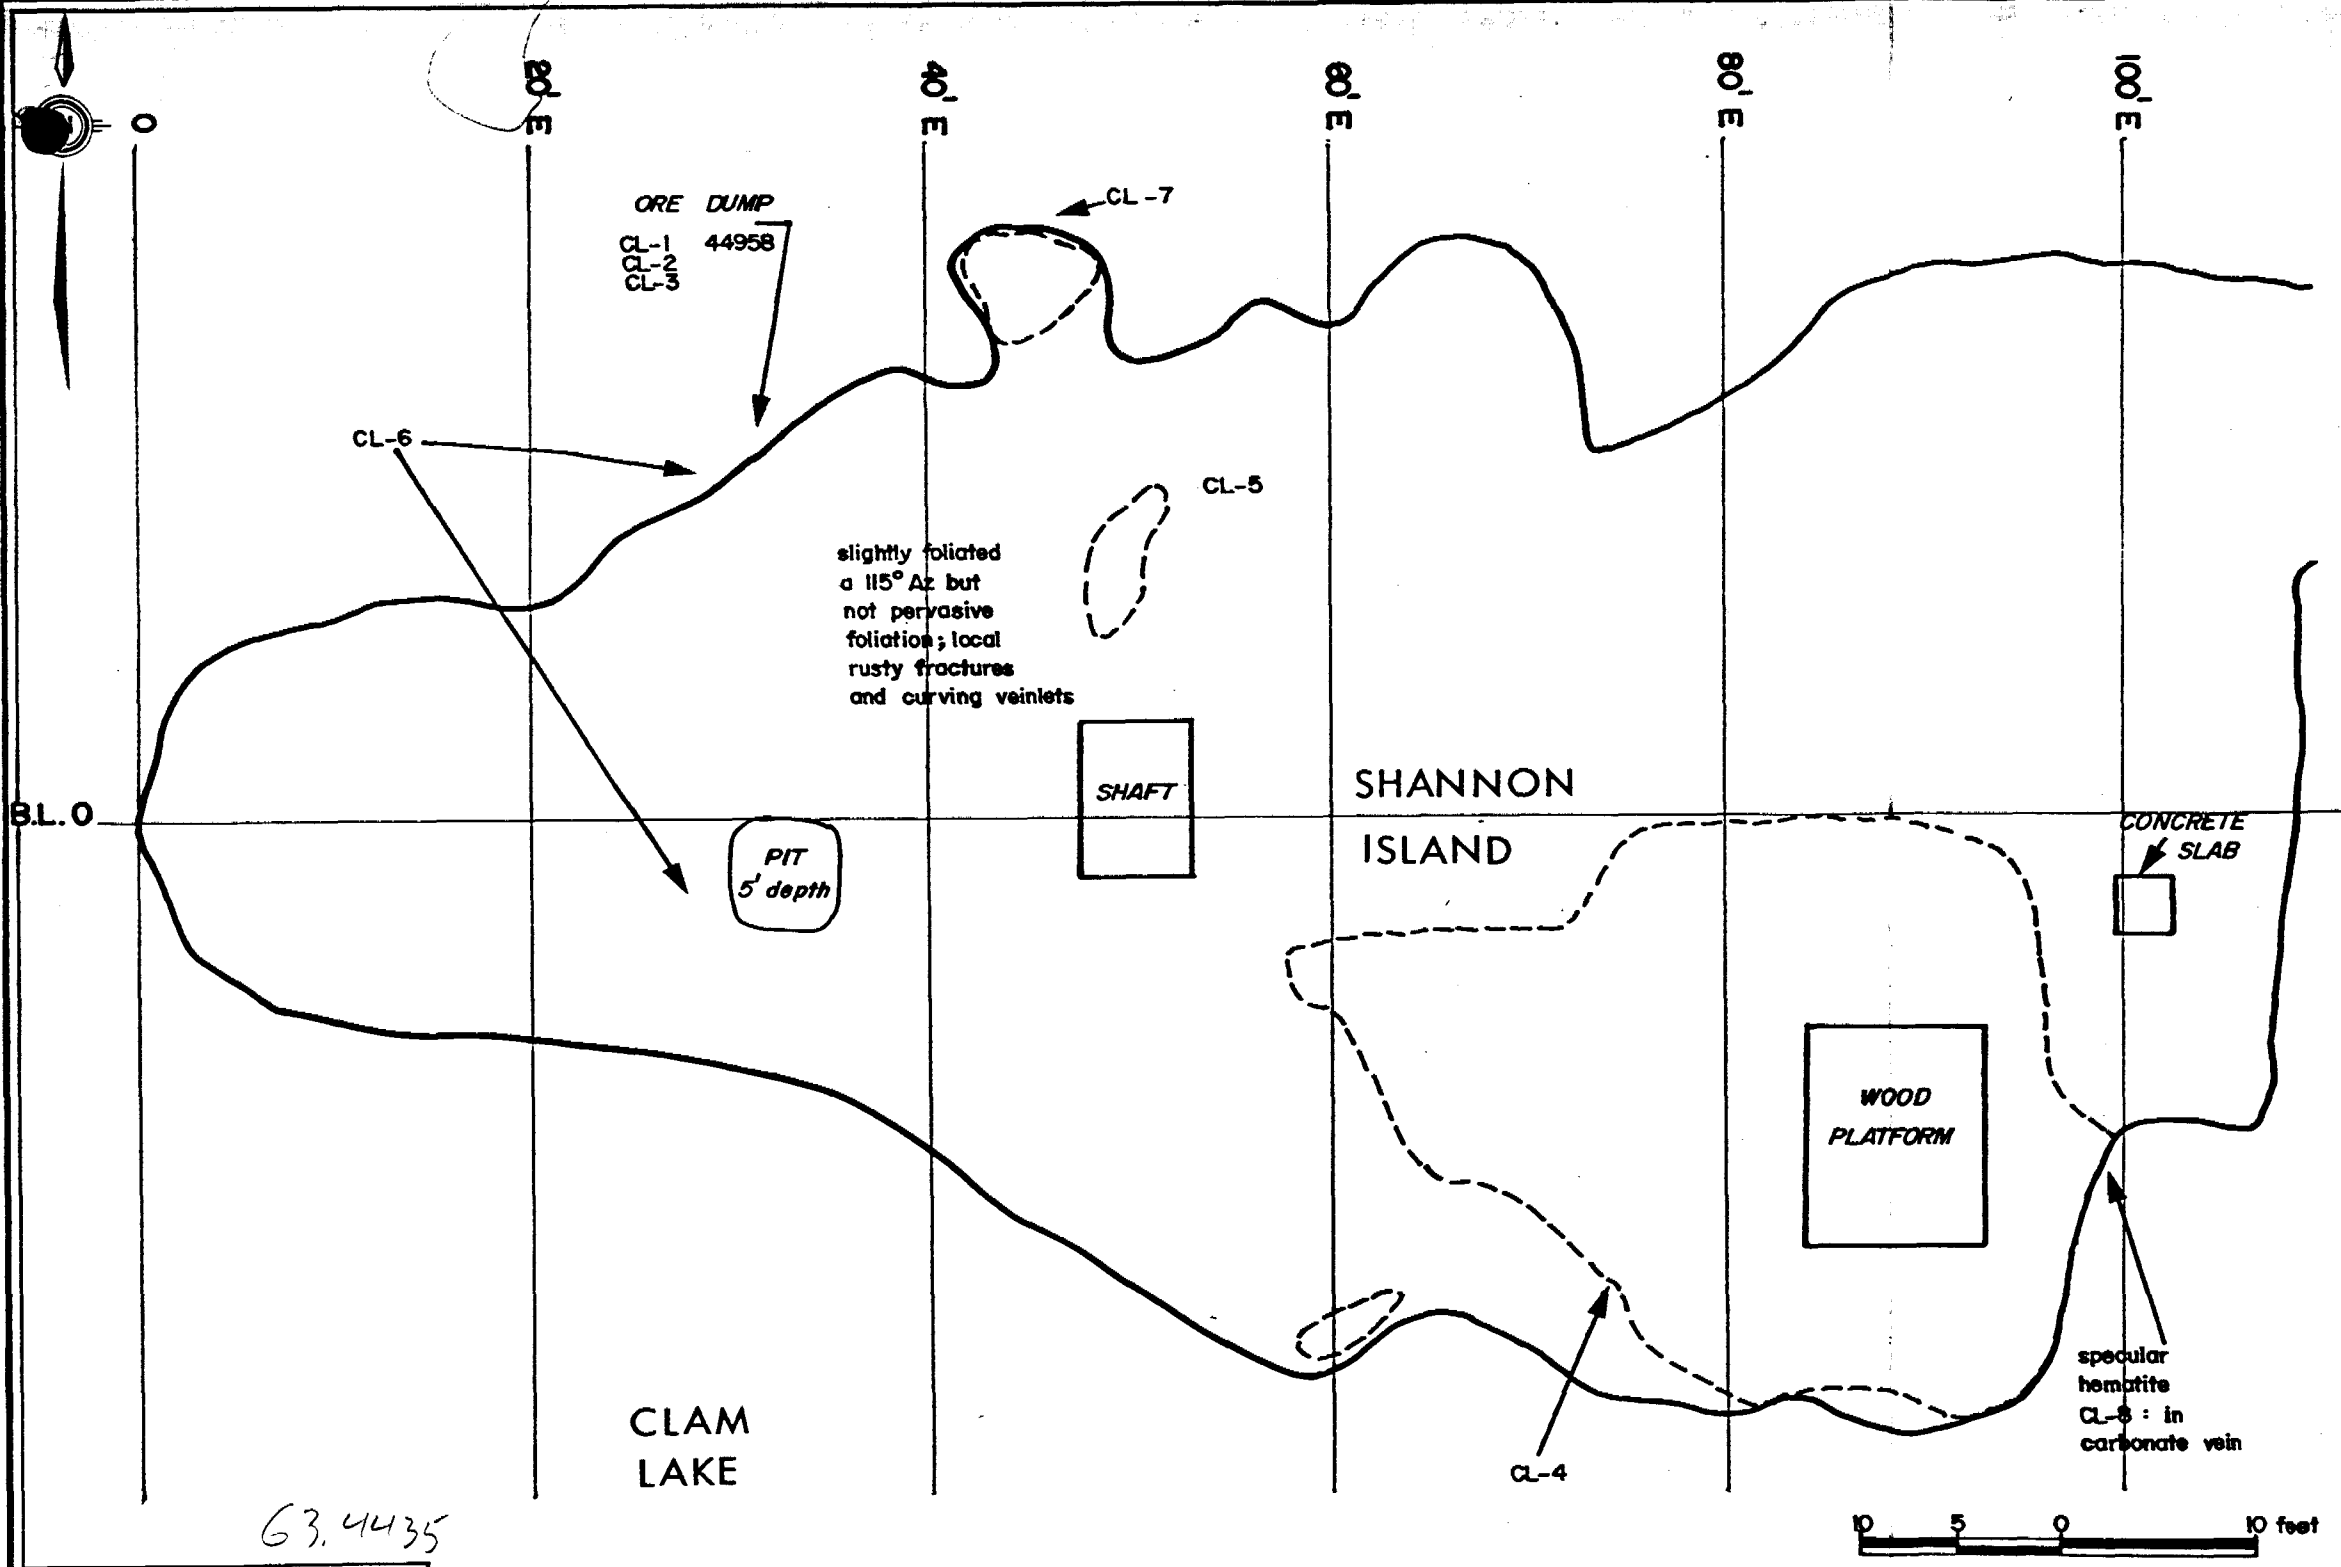 0
20' E
40' E
60' E
80' E
100' E
ORE DUMP
CL-1 44958
CL-2
CL-3
CL-7
CL-6
CL-5
slightly foliated
a 115° Az but
not pervasive
foliation; local
rusty fractures
and curving veinlets
SHAFT
SHANNON
ISLAND
B.L. 0
PIT
5' depth
CONCRETE
SLAB
WOOD
PLATFORM
specular
hematite
CL-8: in
carbonate vein
CLAM
LAKE
CL-4
63.4435
10 5 0 10 feet